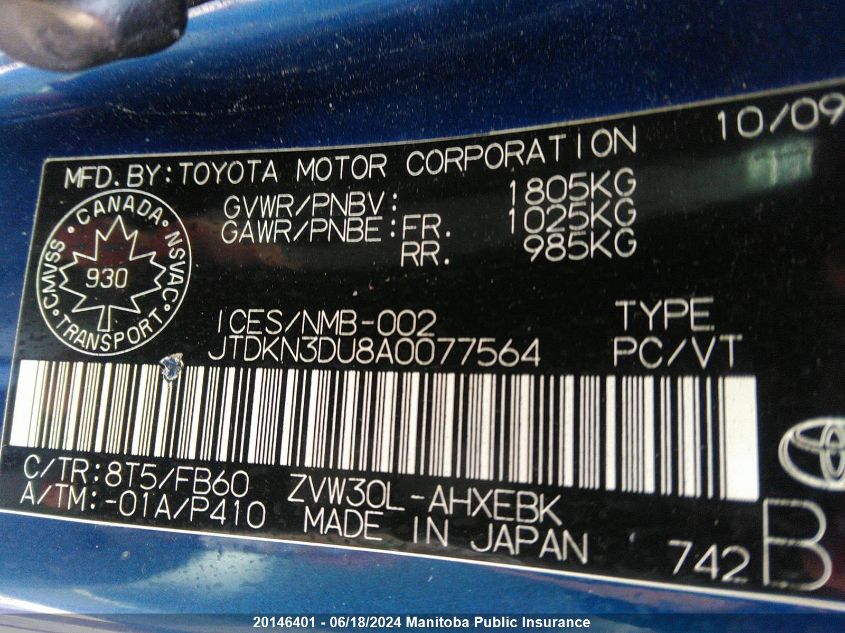 10/09
MFD.BY:TOYOTA MOTOR CORPORATION
GVWR/PNBV: 1805KG
GAWR/PNBE:FR. 1025KG
RR. 985KG
CANADA
CMVSS NSVAC
930
TRANSPORT
ICES/NMB-002 TYPE
JTDKN3DU8A0077564 PC/VT
C/TR:8T5/FB60 ZVW30L-AHXEBK
A/TM:-01A/P410 MADE IN JAPAN 742 B
20146401 - 06/18/2024 Manitoba Public Insurance